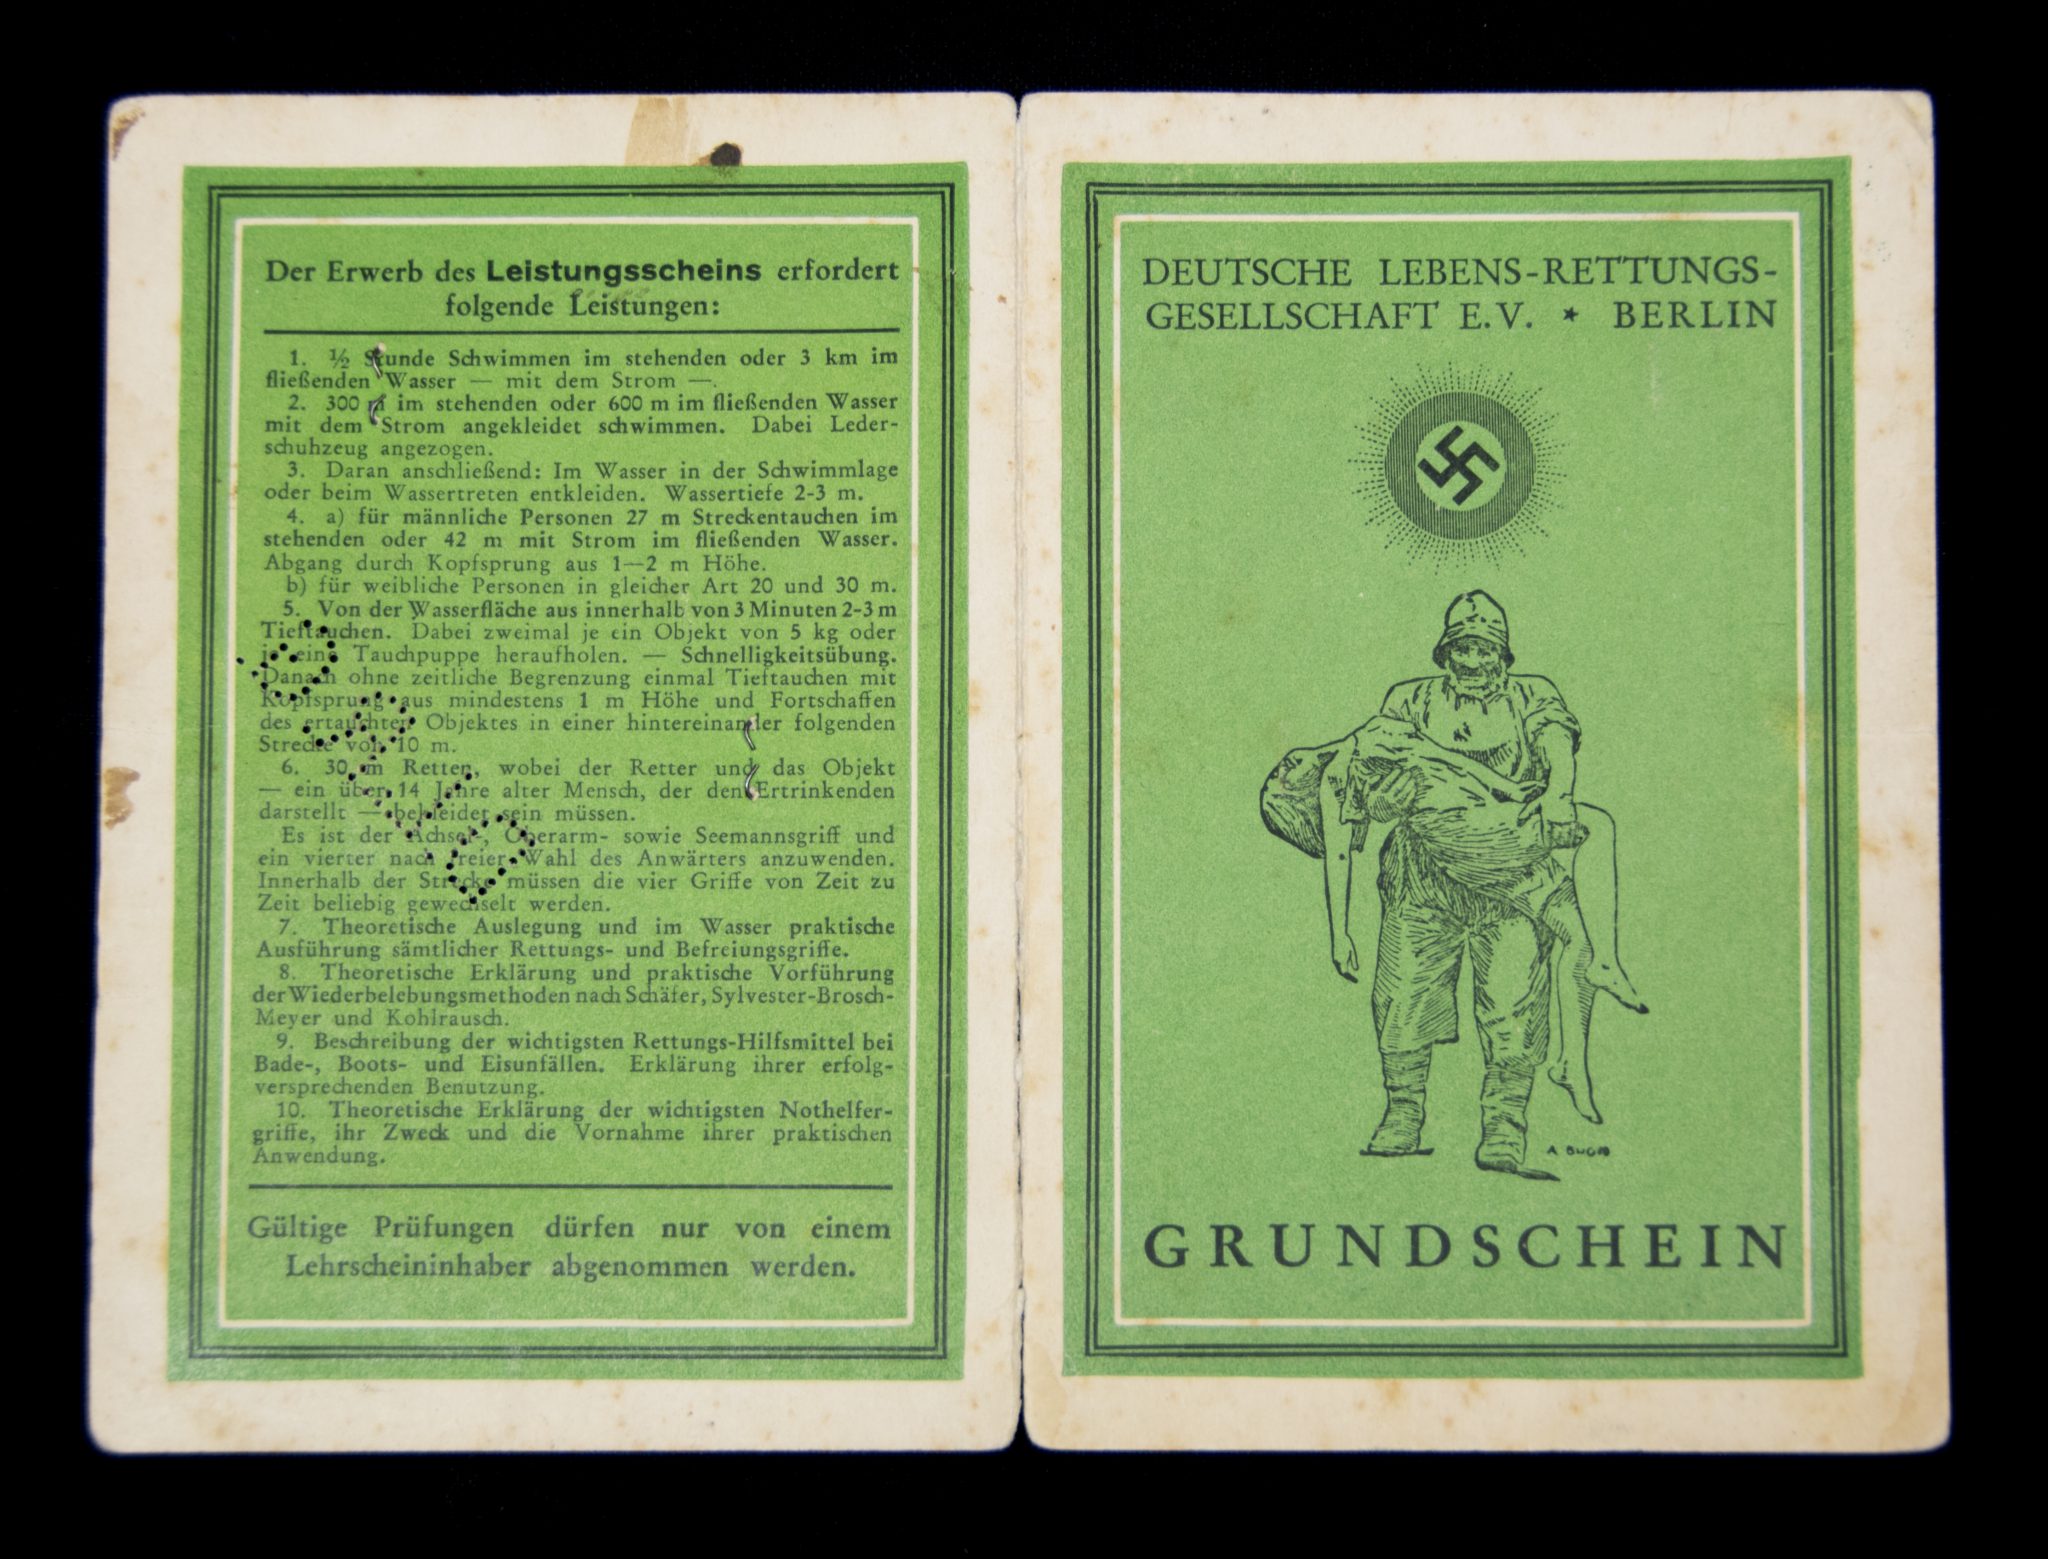 Der Erwerb des Leistungsscheins erfordert
folgende Leistungen:
1. ½ Stunde Schwimmen im stehenden oder 3 km im
fließenden Wasser — mit dem Strom —.
2. 300 m im stehenden oder 600 m im fließenden Wasser
mit dem Strom angekleidet schwimmen. Dabei Leder-
schuhzeug angezogen.
3. Daran anschließend: Im Wasser in der Schwimmlage
oder beim Wassertreten entkleiden. Wassertiefe 2-3 m.
4. a) für männliche Personen 27 m Streckentauchen im
stehenden oder 42 m mit Strom im fließenden Wasser.
Abgang durch Kopfsprung aus 1—2 m Höhe.
b) für weibliche Personen in gleicher Art 20 und 30 m.
5. Von der Wasserfläche aus innerhalb von 3 Minuten 2-3 m
Tieftauchen. Dabei zweimal je ein Objekt von 5 kg oder
je eine Tauchpuppe heraufholen. — Schnelligkeitsübung.
Danach ohne zeitliche Begrenzung einmal Tieftauchen mit
Kopfsprung aus mindestens 1 m Höhe und Fortschaffen
des ertauchten Objektes in einer hintereinander folgenden
Strecke von 10 m.
6. 30 m Retten, wobei der Retter und das Objekt
— ein über 14 Jahre alter Mensch, der den Ertrinkenden
darstellt — bekleidet sein müssen.
Es ist der Achsel-, Oberarm- sowie Seemannsgriff und
ein vierter nach freier Wahl des Anwärters anzuwenden.
Innerhalb der Strecke müssen die vier Griffe von Zeit zu
Zeit beliebig gewechselt werden.
7. Theoretische Auslegung und im Wasser praktische
Ausführung sämtlicher Rettungs- und Befreiungsgriffe.
8. Theoretische Erklärung und praktische Vorführung
der Wiederbelebungsmethoden nach Schäfer, Sylvester-Brosch-
Meyer und Kohlrausch.
9. Beschreibung der wichtigsten Rettungs-Hilfsmittel bei
Bade-, Boots- und Eisunfällen. Erklärung ihrer erfolg-
versprechenden Benutzung.
10. Theoretische Erklärung der wichtigsten Nothelfer-
griffe, ihr Zweck und die Vornahme ihrer praktischen
Anwendung.
Gültige Prüfungen dürfen nur von einem
Lehrscheininhaber abgenommen werden.
DEUTSCHE LEBENS-RETTUNGS-
GESELLSCHAFT E.V. * BERLIN
GRUNDSCHEIN